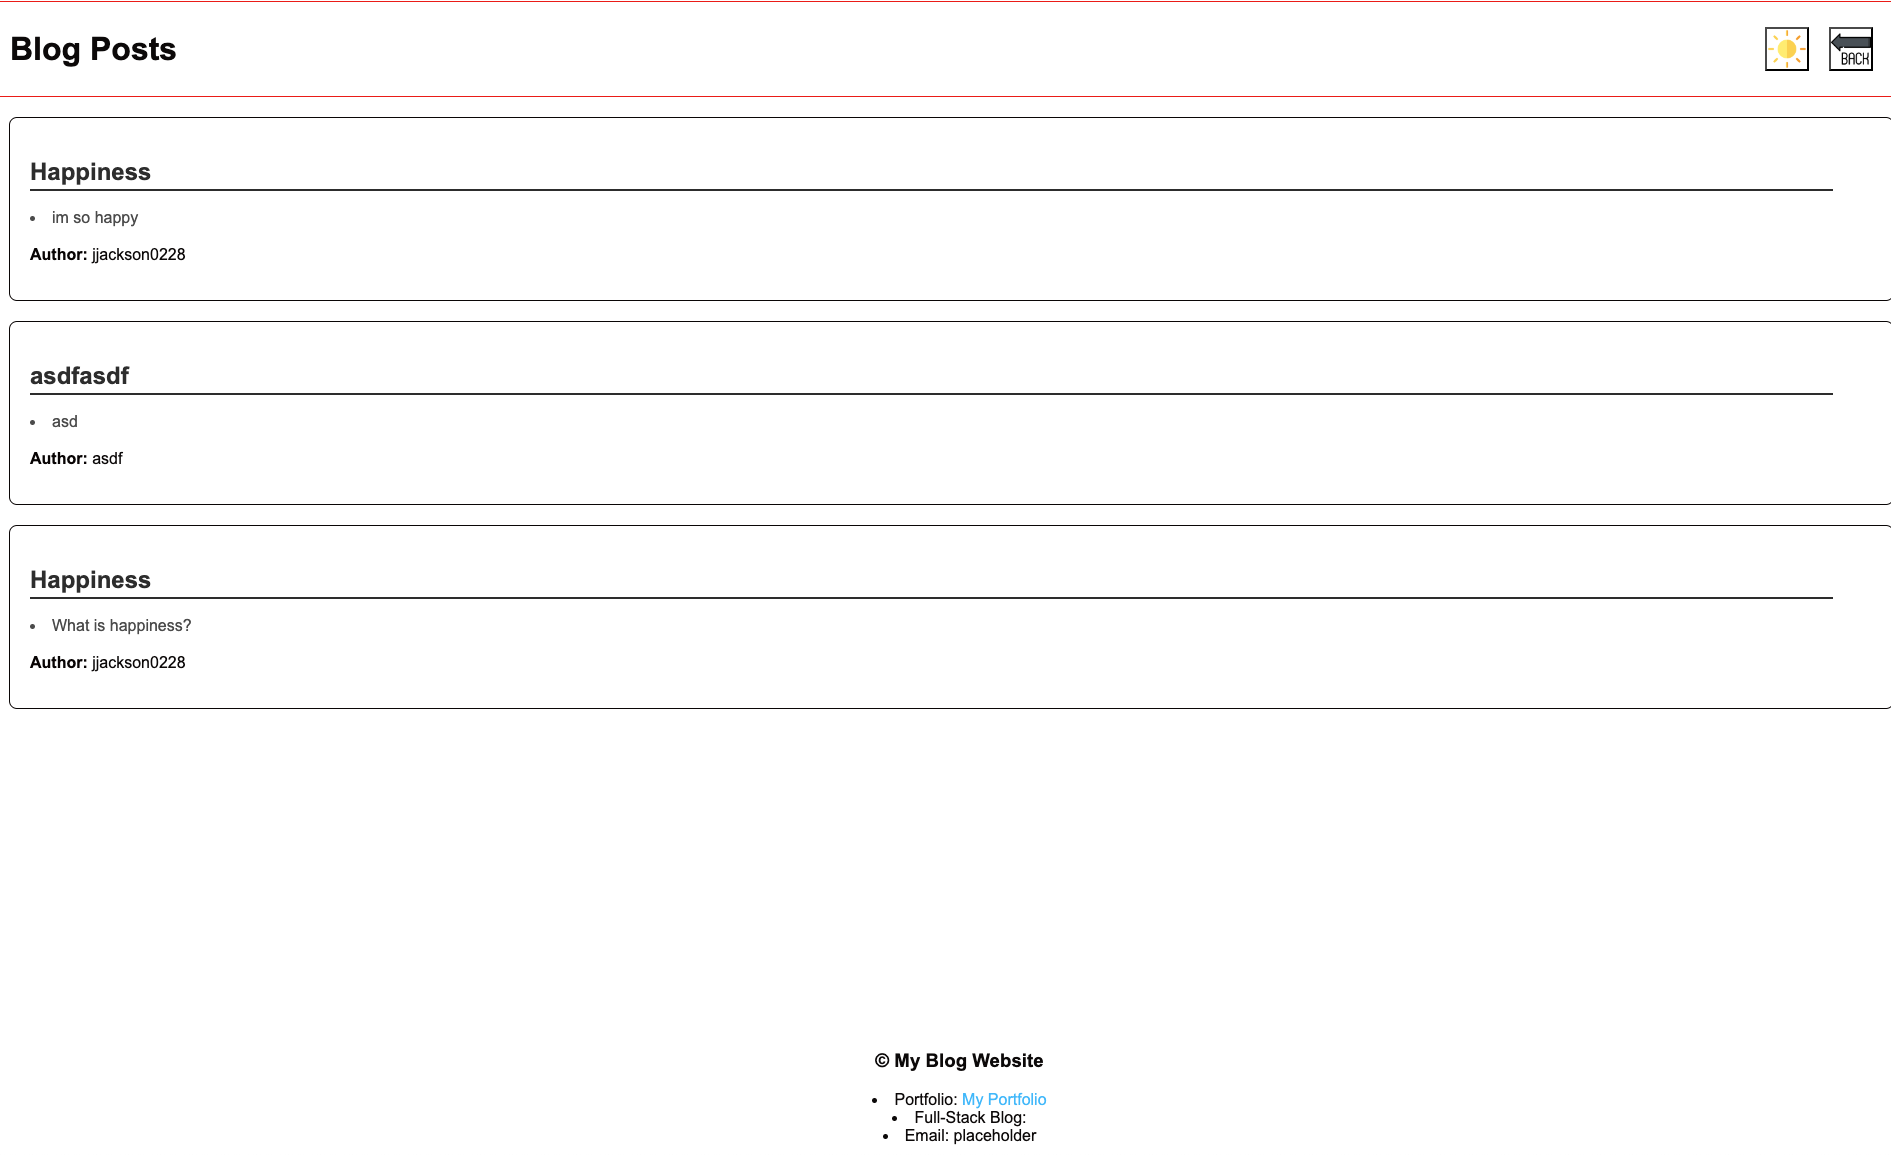 Blog Posts
BACK
Happiness
• im so happy
Author: jjackson0228
asdfasdf
• asd
Author: asdf
Happiness
• What is happiness?
Author: jjackson0228
© My Blog Website
• Portfolio: My Portfolio
• Full-Stack Blog:
• Email: placeholder